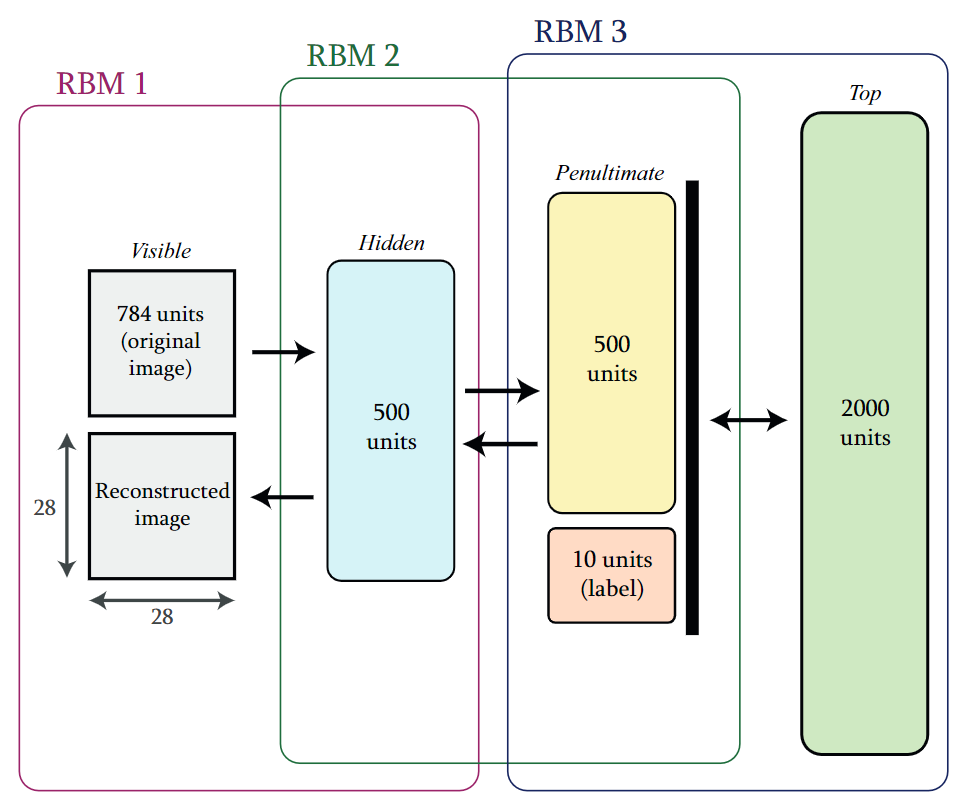 RBM 1
RBM 2
RBM 3
Visible
784 units
(original
image)
Reconstructed
image
28
28
Hidden
500
units
Penultimate
500
units
10 units
(label)
Top
2000
units